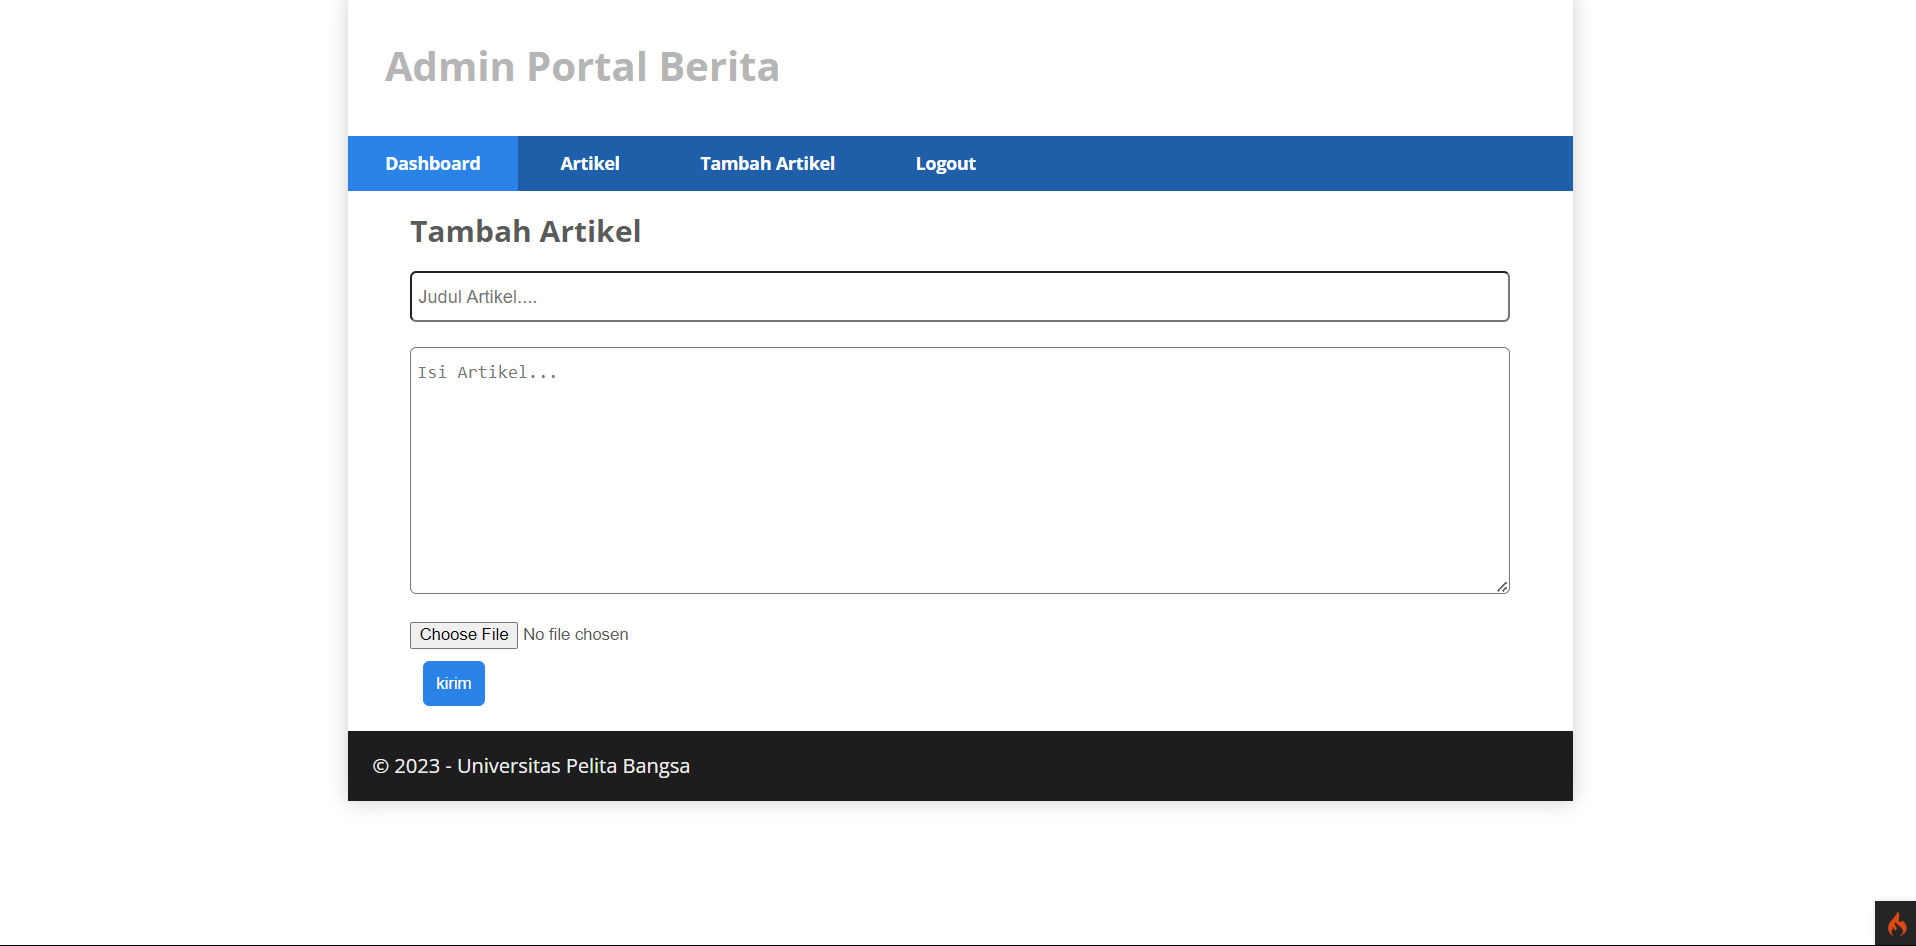 Admin Portal Berita
Dashboard Artikel Tambah Artikel Logout
Tambah Artikel
Judul Artikel....
Isi Artikel...
Choose File No file chosen
kirim
© 2023 - Universitas Pelita Bangsa